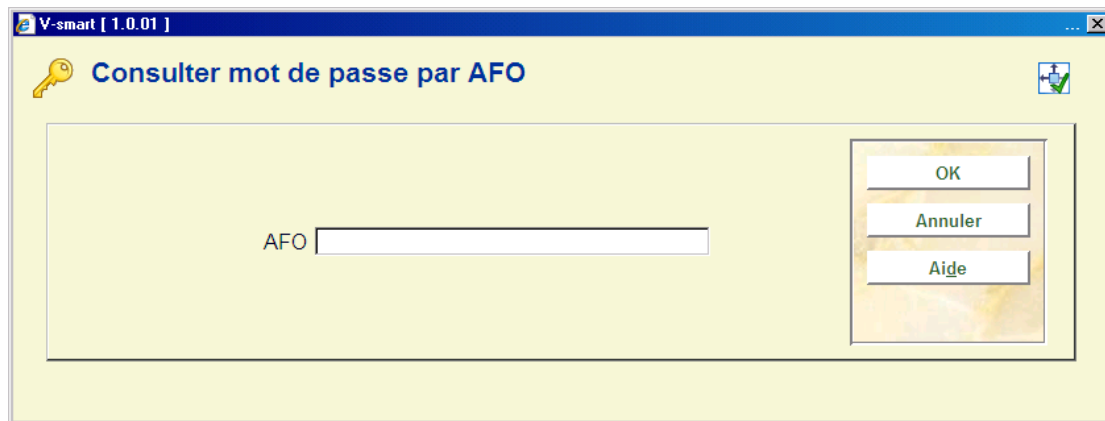 V-smart [ 1.0.01 ] ...
Consulter mot de passe par AFO
OK
Annuler
AFO
Aide